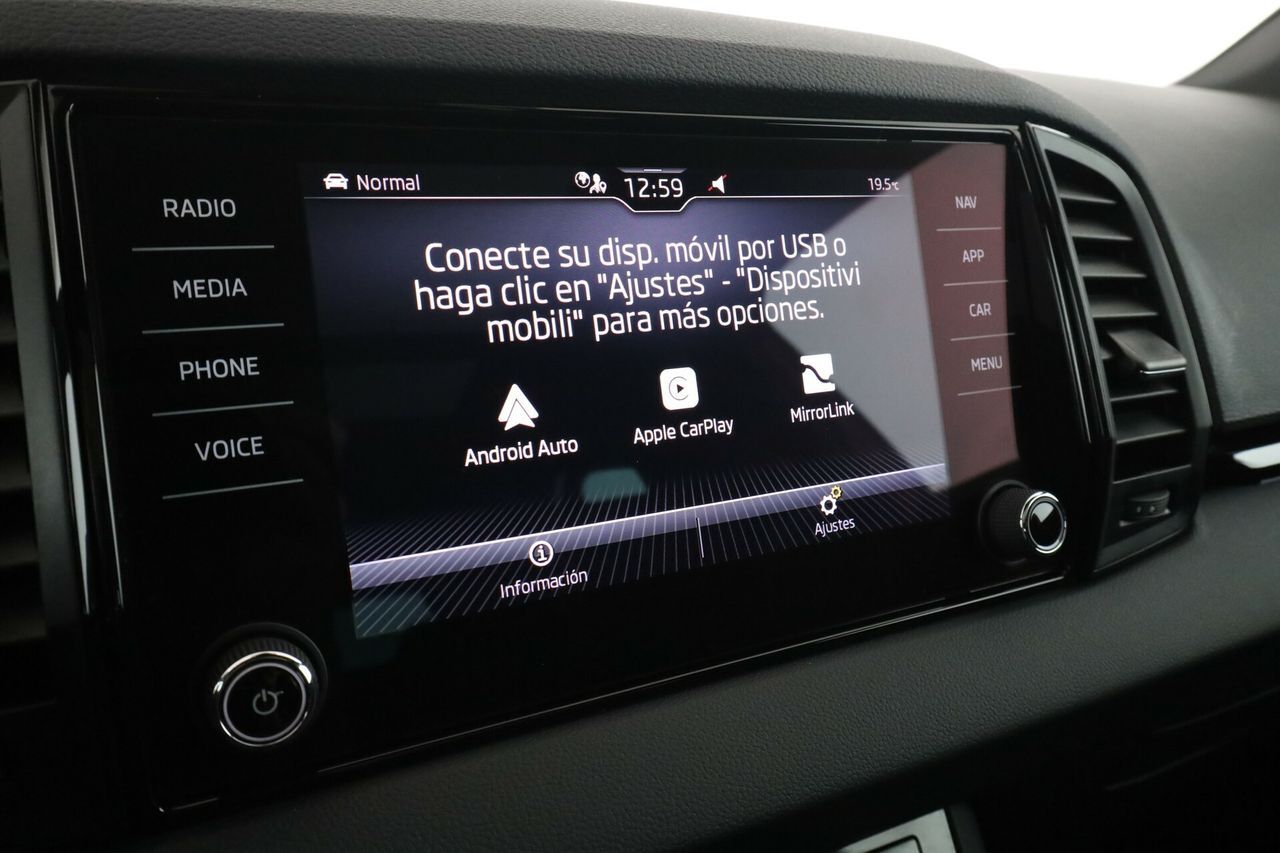 RADIO
MEDIA
PHONE
VOICE
Normal
12:59
19.5°C
Conecte su disp. móvil por USB o
haga clic en "Ajustes" - "Dispositivi
mobili" para más opciones.
Android Auto
Apple CarPlay
MirrorLink
Información
Ajustes
NAV
APP
CAR
MENU